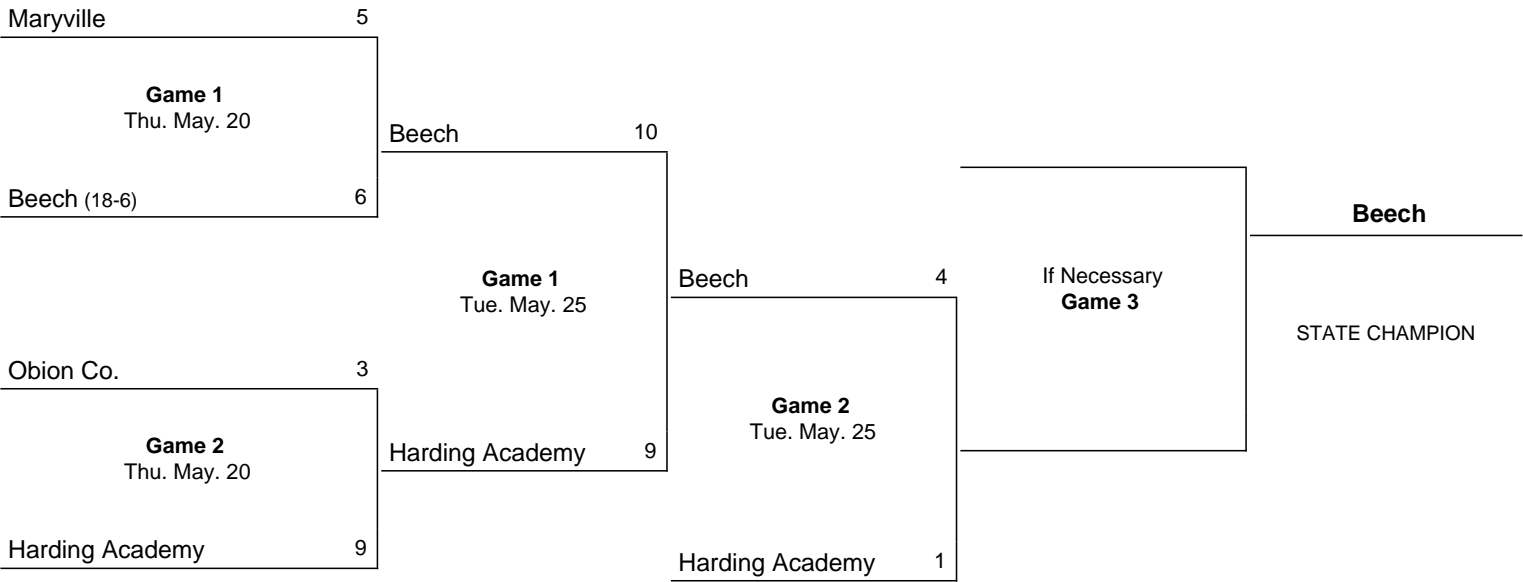 Maryville 5
Game 1
Thu. May. 20
Beech (18-6) 6
Obion Co. 3
Game 2
Thu. May. 20
Harding Academy 9
Beech 10
Game 1
Tue. May. 25
Harding Academy 9
Beech 4
Game 2
Tue. May. 25
Harding Academy 1
If Necessary
Game 3
Beech
STATE CHAMPION